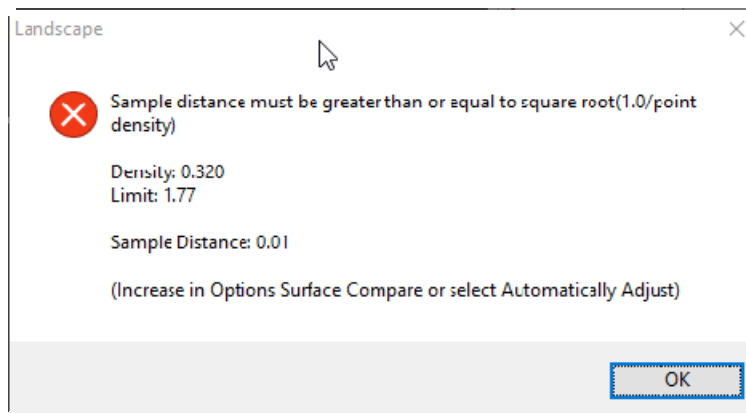 Landscape
Sample distance must be greater than or equal to square root(1.0/point
density)
Density: 0.320
Limit: 1.77
Sample Distance: 0.01
(Increase in Options Surface Compare or select Automatically Adjust)
OK